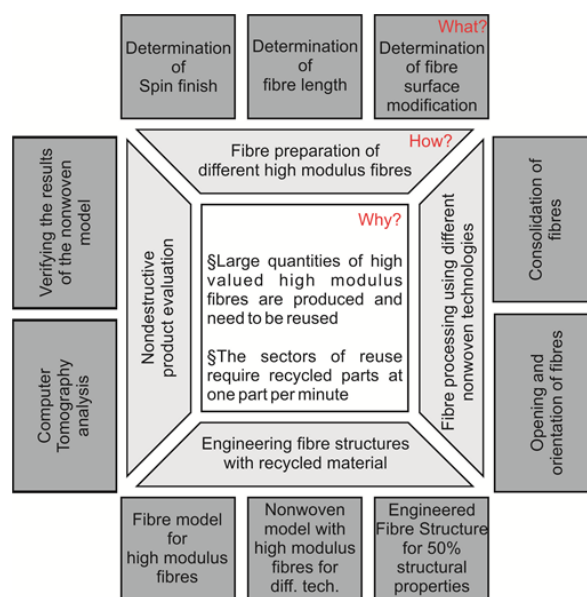 Determination
of
Spin finish
Determination
of
fibre length
What?
Determination
of fibre
surface
modification
How?
Fibre preparation of
different high modulus fibres
Verifying the results
of the nonwoven
model
Computer
Tomography
analysis
Nondestructive
product evaluation
Why?
§Large quantities of high
valued high modulus
fibres are produced and
need to be reused
§The sectors of reuse
require recycled parts at
one part per minute
Fibre processing using different
nonwoven technologies
Consolidation of
fibres
Opening and
orientation of fibres
Engineering fibre structures
with recycled material
Fibre model
for
high modulus
fibres
Nonwoven
model with
high modulus
fibres for
diff. tech.
Engineered
Fibre Structure
for 50%
structural
properties